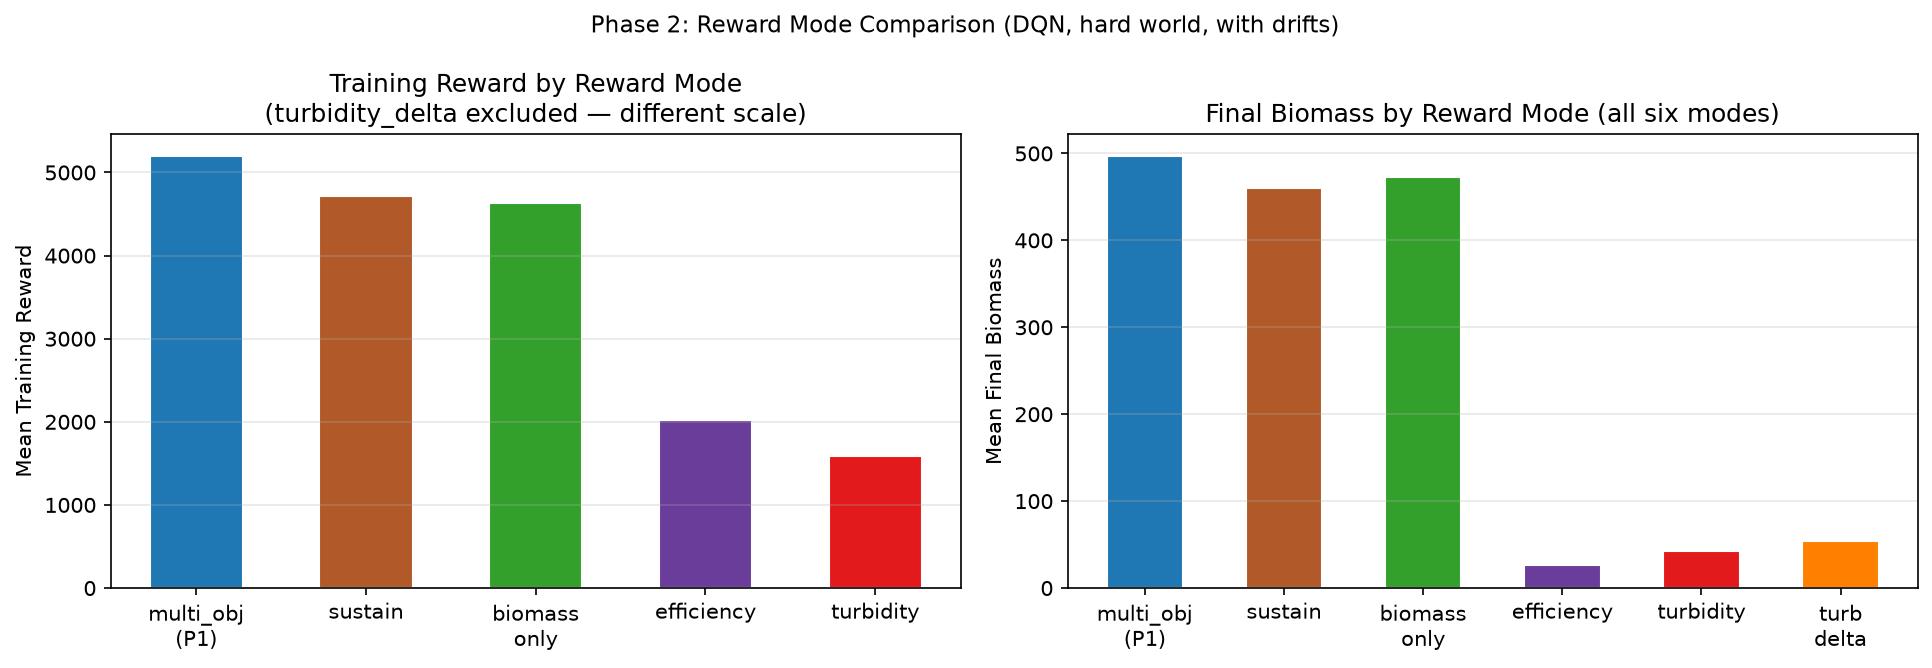 Phase 2: Reward Mode Comparison (DQN, hard world, with drifts)
Training Reward by Reward Mode
(turbidity_delta excluded — different scale)
Mean Training Reward
5000
4000
3000
2000
1000
0
multi_obj
(P1)
sustain
biomass
only
efficiency
turbidity
Final Biomass by Reward Mode (all six modes)
Mean Final Biomass
500
400
300
200
100
0
multi_obj
(P1)
sustain
biomass
only
efficiency
turbidity
turb
delta